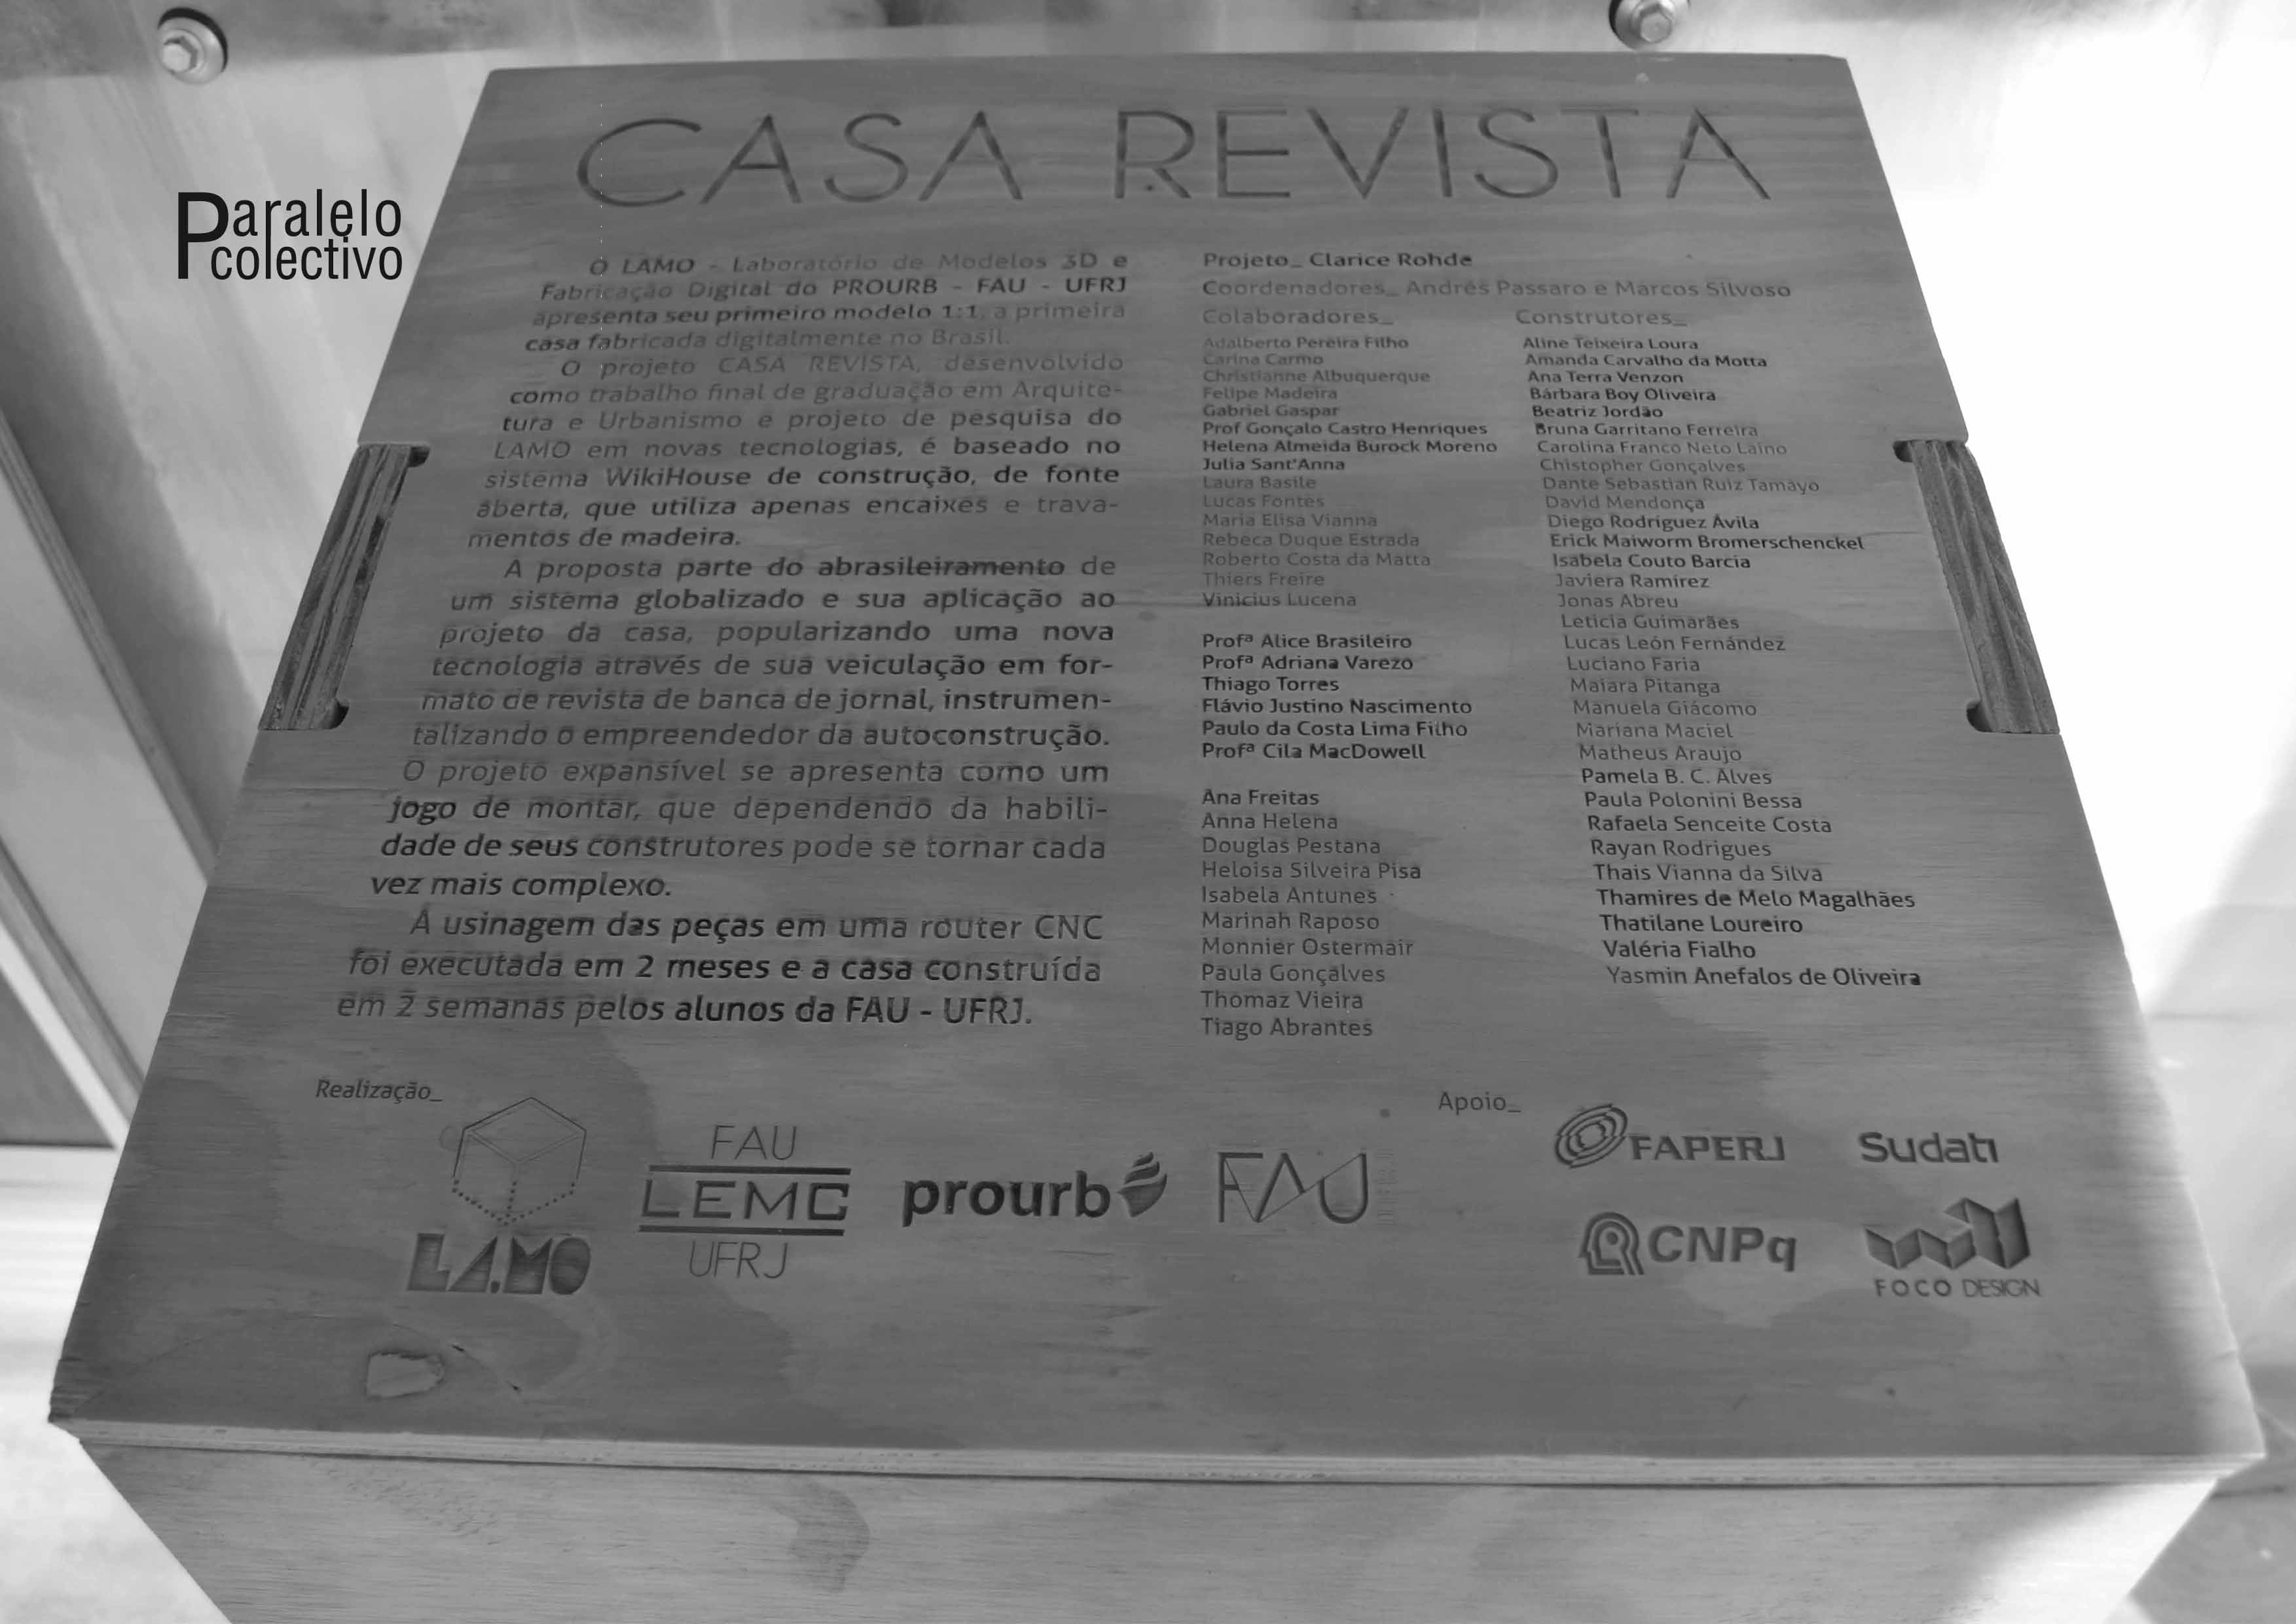 Paralelo
colectivo
CASA REVISTA
O LAMO - Laboratório de Modelos 3D e
Fabricação Digital do PROURB - FAU - UFRJ
apresenta seu primeiro modelo 1:1, a primeira
casa fabricada digitalmente no Brasil.
O projeto CASA REVISTA, desenvolvido
como trabalho final de graduação em Arquite-
tura e Urbanismo e projeto de pesquisa do
LAMO em novas tecnologias, é baseado no
sistema WikiHouse de construção, de fonte
aberta, que utiliza apenas encaixes e trava-
mentos de madeira.
A proposta parte do abrasileiramento de
um sistema globalizado e sua aplicação ao
projeto da casa, popularizando uma nova
tecnologia através de sua veiculação em for-
mato de revista de banca de jornal, instrumen-
talizando o empreendedor da autoconstrução.
O projeto expansível se apresenta como um
jogo de montar, que dependendo da habili-
dade de seus construtores pode se tornar cada
vez mais complexo.
A usinagem das peças em uma router CNC
foi executada em 2 meses e a casa construída
em 2 semanas pelos alunos da FAU - UFRJ.
Projeto_ Clarice Rohde
Coordenadores_ Andrés Passaro e Marcos Silvoso
Colaboradores_
Adalberto Pereira Filho
Carina Carmo
Christianne Albuquerque
Felipe Madeira
Gabriel Gaspar
Prof Gonçalo Castro Henriques
Helena Almeida Burock Moreno
Julia Sant'Anna
Laura Basile
Lucas Fontes
Maria Elisa Vianna
Rebeca Duque Estrada
Roberto Costa da Matta
Thiers Freire
Vinicius Lucena
Profª Alice Brasileiro
Profª Adriana Varezo
Thiago Torres
Flávio Justino Nascimento
Paulo da Costa Lima Filho
Profª Cila MacDowell
Ana Freitas
Anna Helena
Douglas Pestana
Heloisa Silveira Pisa
Isabela Antunes
Marinah Raposo
Monnier Ostermair
Paula Gonçalves
Thomaz Vieira
Tiago Abrantes
Construtores_
Aline Teixeira Loura
Amanda Carvalho da Motta
Ana Terra Venzon
Bárbara Boy Oliveira
Beatriz Jordão
Bruna Garritano Ferreira
Carolina Franco Neto Laino
Chistopher Gonçalves
Dante Sebastian Ruiz Tamayo
David Mendonça
Diego Rodríguez Ávila
Erick Maiworm Bromerschenckel
Isabela Couto Barcia
Javiera Ramírez
Jonas Abreu
Leticia Guimarães
Lucas León Fernández
Luciano Faria
Maiara Pitanga
Manuela Giácomo
Mariana Maciel
Matheus Araujo
Pamela B. C. Alves
Paula Polonini Bessa
Rafaela Senceite Costa
Rayan Rodrigues
Thais Vianna da Silva
Thamires de Melo Magalhães
Thatilane Loureiro
Valéria Fialho
Yasmin Anefalos de Oliveira
Realização_
LAMO
FAU
LEMC
UFRJ
prourb
FAU
Apoio_
FAPERJ
Sudati
CNPq
FOCO DESIGN